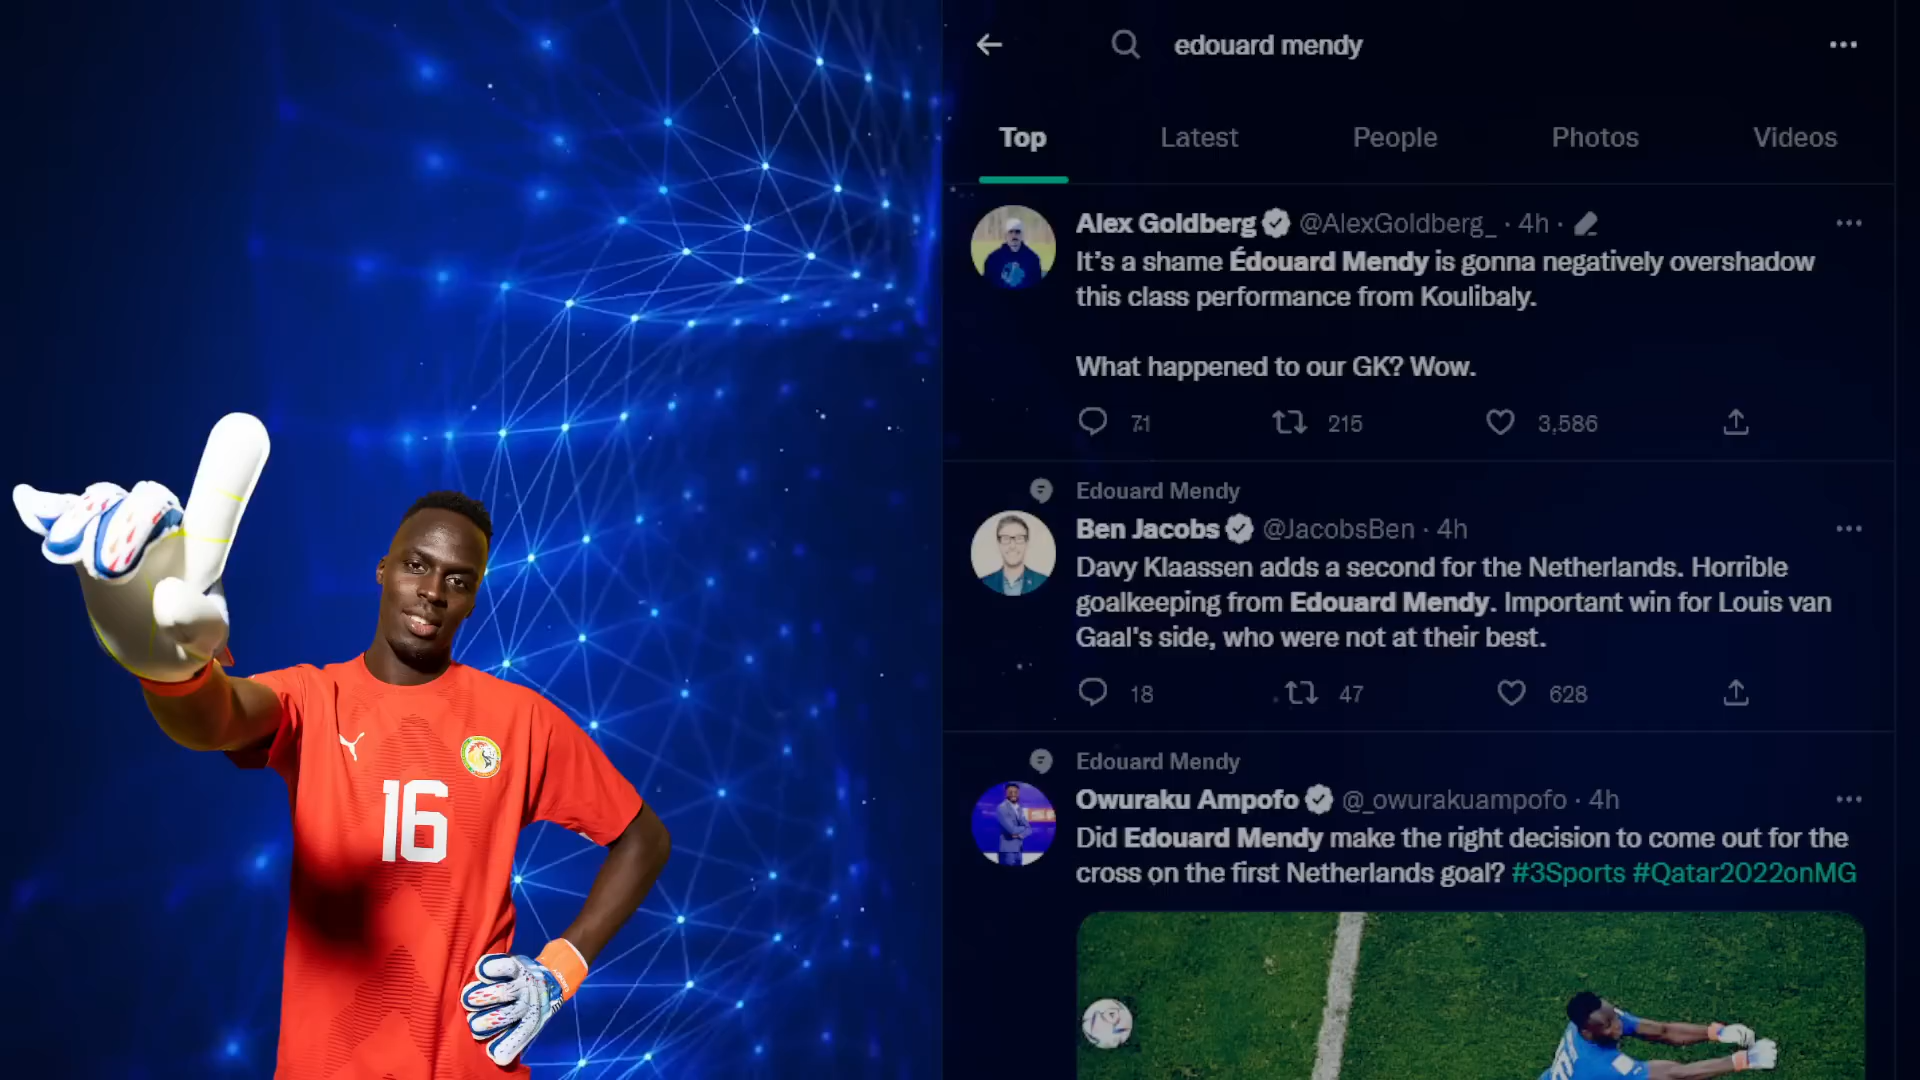 edouard mendy
Top Latest People Photos Videos
Alex Goldberg @AlexGoldberg_ · 4h ·
It's a shame Édouard Mendy is gonna negatively overshadow
this class performance from Koulibaly.
What happened to our GK? Wow.
71 215 3,586
Edouard Mendy
Ben Jacobs @JacobsBen · 4h
Davy Klaassen adds a second for the Netherlands. Horrible
goalkeeping from Edouard Mendy. Important win for Louis van
Gaal's side, who were not at their best.
18 47 628
Edouard Mendy
Owuraku Ampofo @_owurakuampofo · 4h
Did Edouard Mendy make the right decision to come out for the
cross on the first Netherlands goal? #3Sports #Qatar2022onMG
16